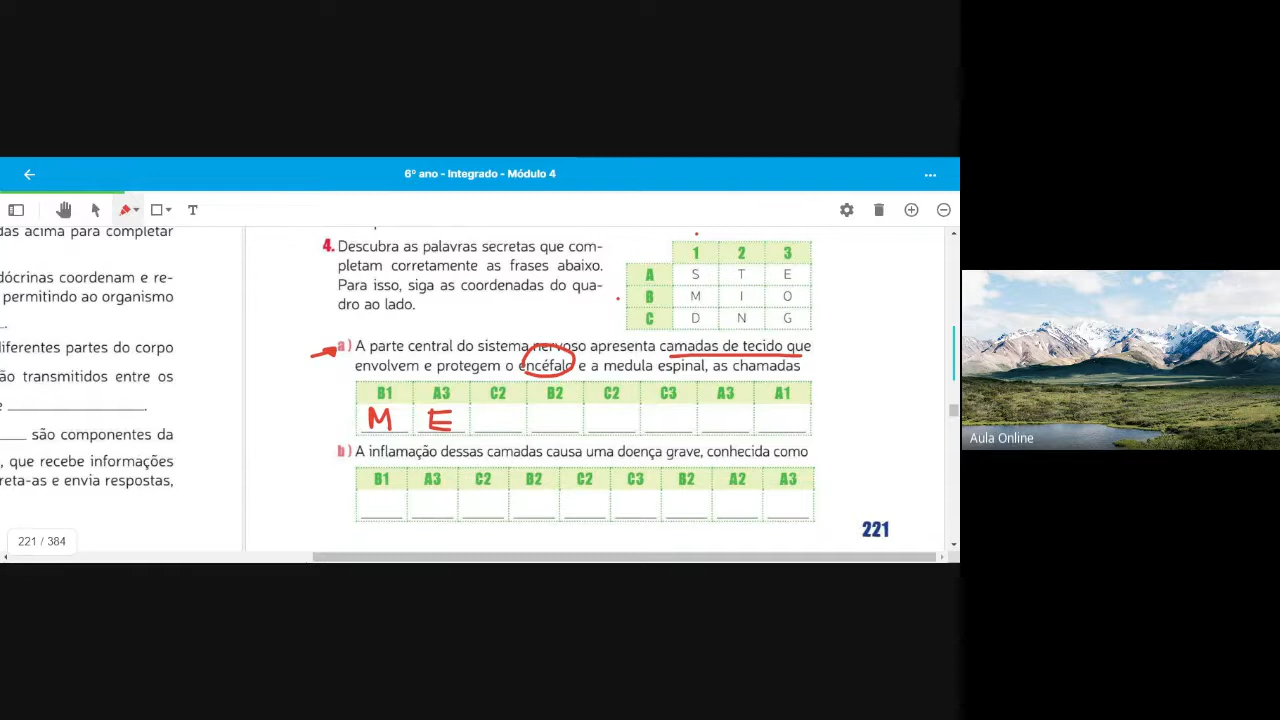 6º ano - Integrado - Módulo 4
T
das acima para completar
dócrinas coordenam e re-
permitindo ao organismo
diferentes partes do corpo
ão transmitidos entre os
e ____________________.
_____ são componentes da
, que recebe informações
reta-as e envia respostas,
221 / 384
4. Descubra as palavras secretas que com-
pletam corretamente as frases abaixo.
Para isso, siga as coordenadas do qua-
dro ao lado.
1 2 3
A S T E
B M I O
C D N G
a) A parte central do sistema nervoso apresenta camadas de tecido que
envolvem e protegem o encéfalo e a medula espinal, as chamadas
B1 A3 C2 B2 C2 C3 A3 A1
M E
b) A inflamação dessas camadas causa uma doença grave, conhecida como
B1 A3 C2 B2 C2 C3 B2 A2 A3
221
Aula Online